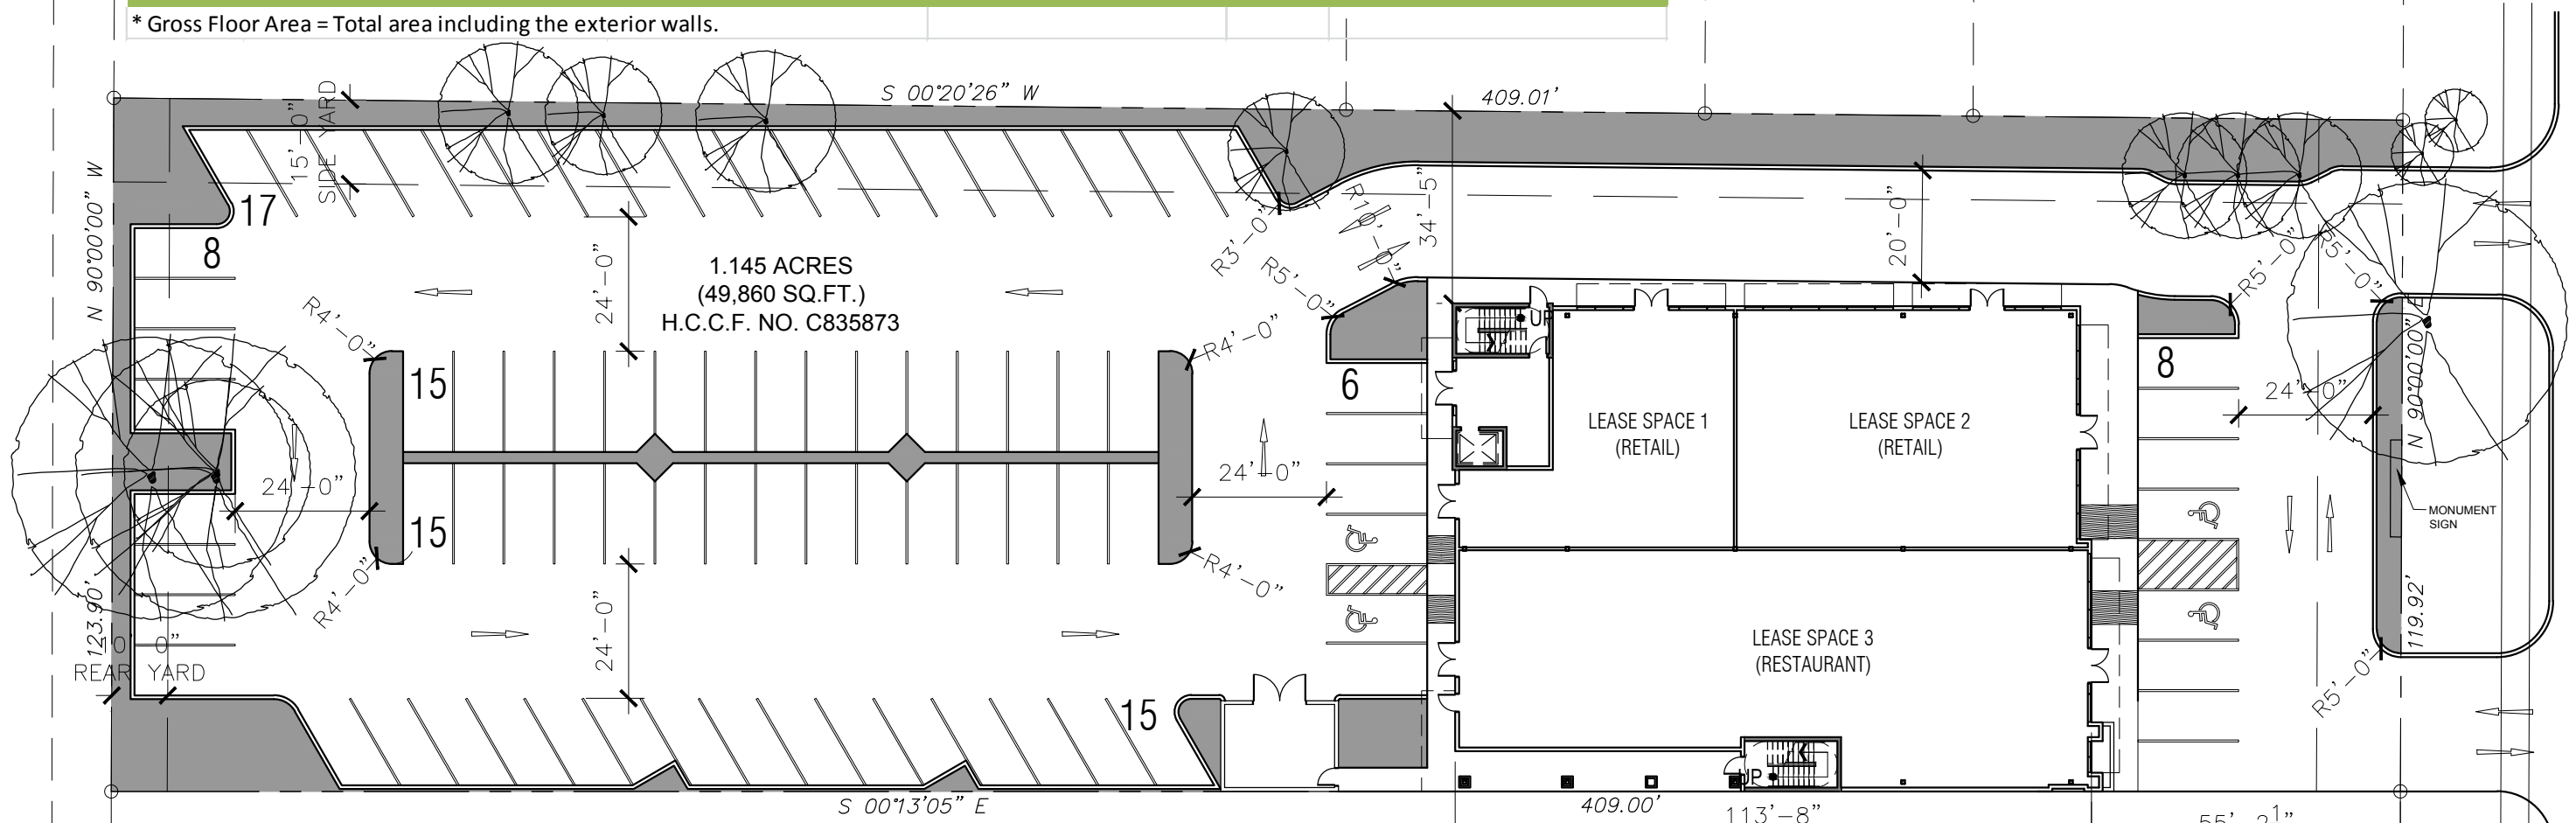 * Gross Floor Area = Total area including the exterior walls.
S 00°20'26" W
409.01'
15'-0"
SIDE YARD
N 90°00'00" W
17
8
24'-0"
1.145 ACRES
(49,860 SQ.FT.)
H.C.C.F. NO. C835873
R3'-0"
R10'-0"
R5'-0"
34'-5"
20'-0"
R5'-0"
R5'-0"
N 90°00'00" E
R4'-0"
R4'-0"
UP
15
6
8
24'-0"
LEASE SPACE 1
(RETAIL)
LEASE SPACE 2
(RETAIL)
24'-0"
24'-0"
15
MONUMENT
SIGN
R4'-0"
R4'-0"
24'-0"
123.90'
119.92'
REAR YARD
LEASE SPACE 3
(RESTAURANT)
R5'-0"
15
UP
S 00°13'05" E
409.00'
113'-8"